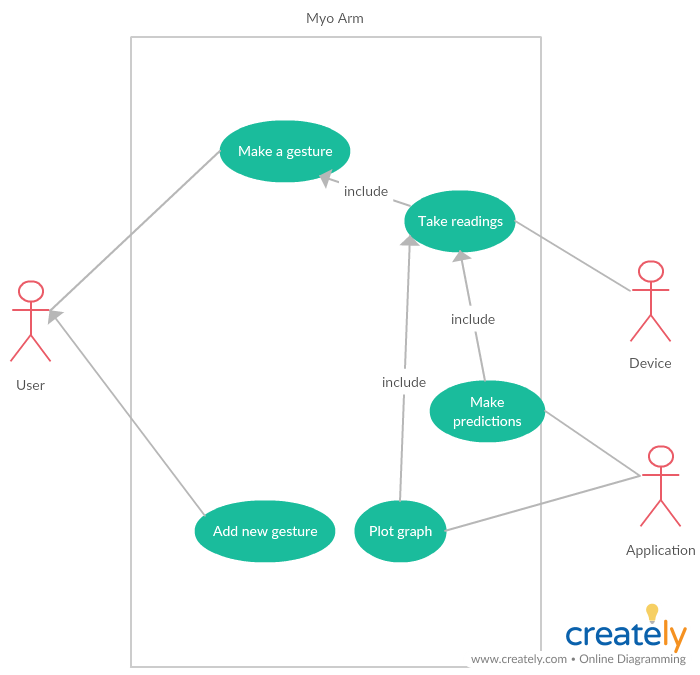 Myo Arm
Make a gesture
include
Take readings
include
Device
User
include
Make
predictions
Add new gesture
Plot graph
Application
creately
www.creately.com • Online Diagramming